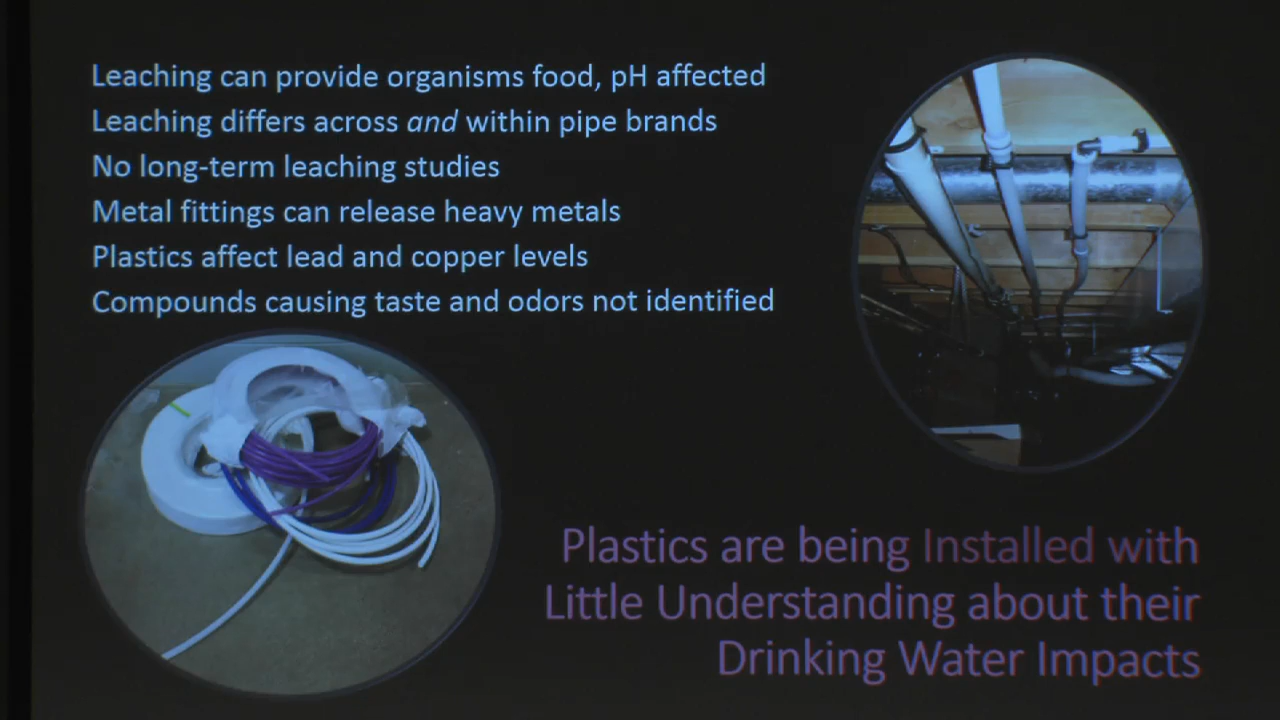 Leaching can provide organisms food, pH affected
Leaching differs across and within pipe brands
No long-term leaching studies
Metal fittings can release heavy metals
Plastics affect lead and copper levels
Compounds causing taste and odors not identified
Plastics are being Installed with
Little Understanding about their
Drinking Water Impacts